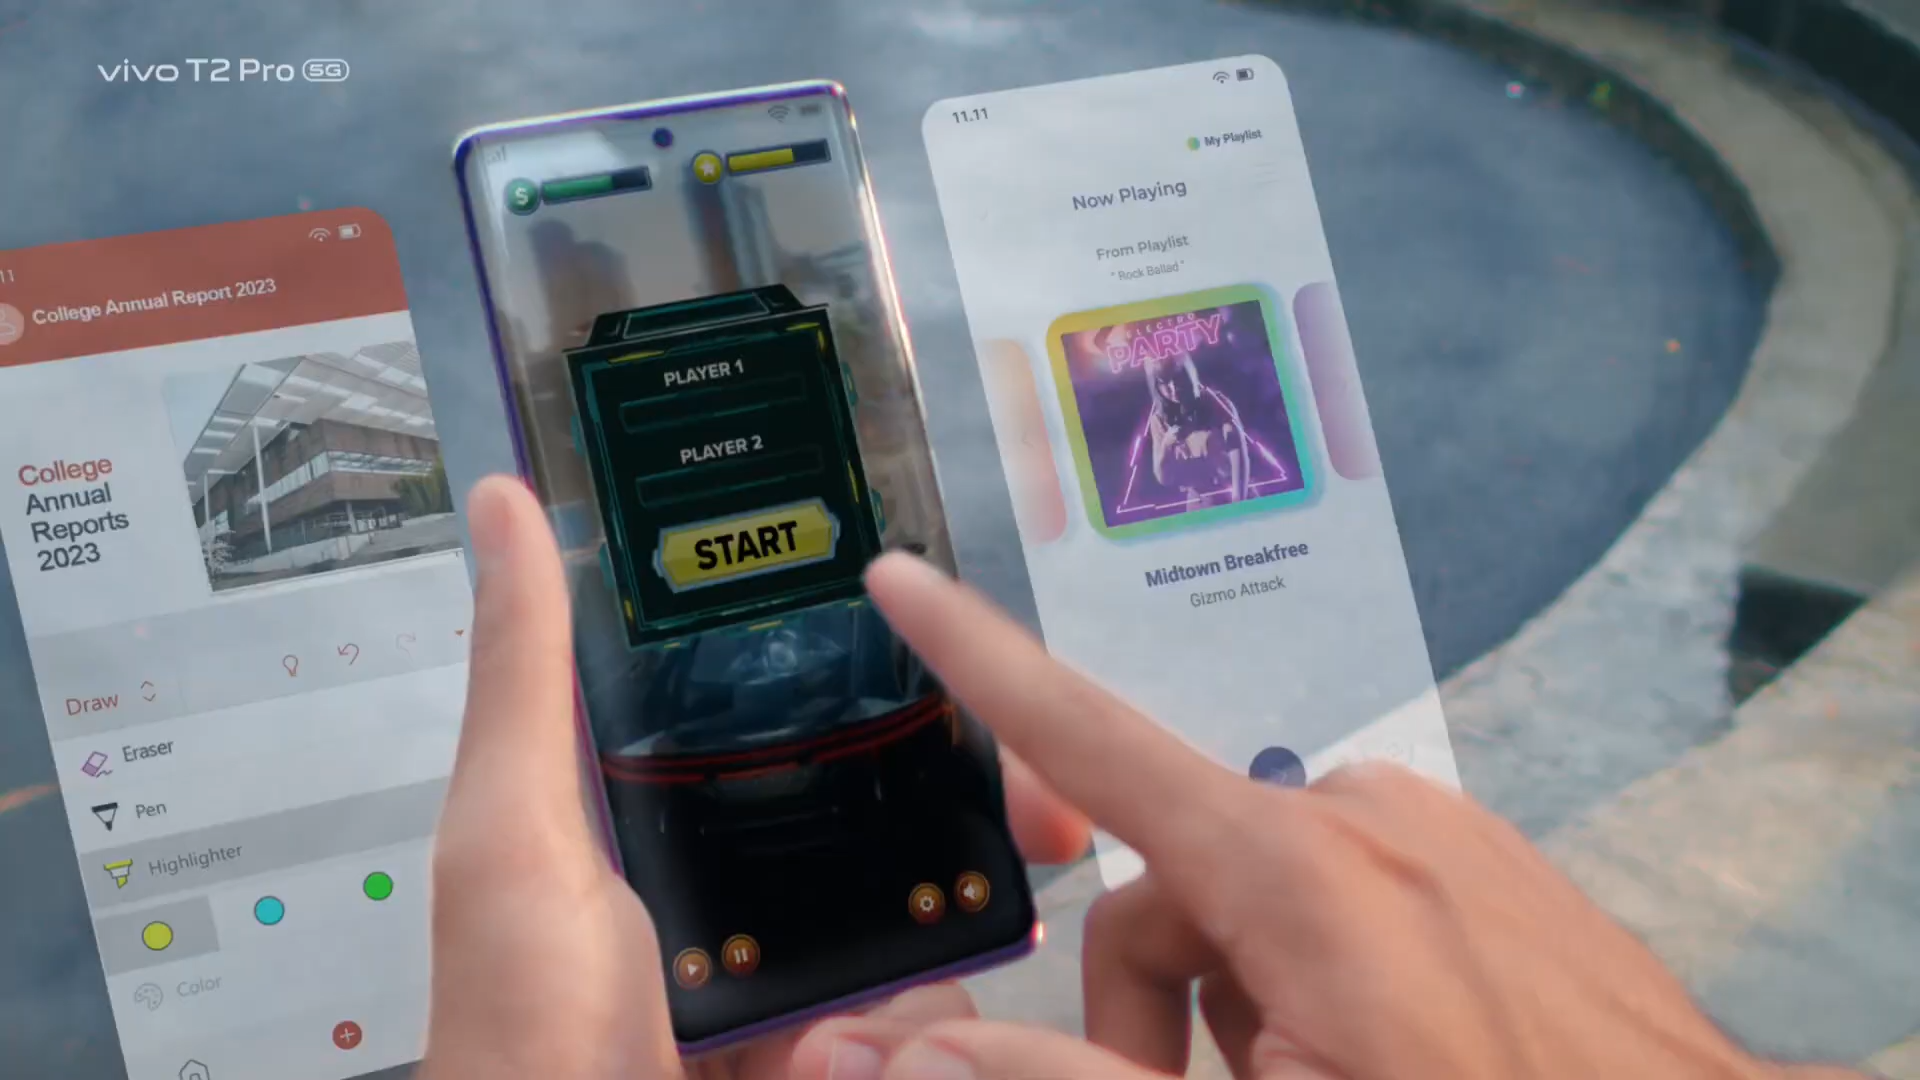 vivo T2 Pro 5G
11
College Annual Report 2023
College
Annual
Reports
2023
Draw
Eraser
Pen
Highlighter
Color
$
PLAYER 1
PLAYER 2
START
11.11
My Playlist
Now Playing
From Playlist
"Rock Ballad"
ELECTRO
PARTY
Midtown Breakfree
Gizmo Attack